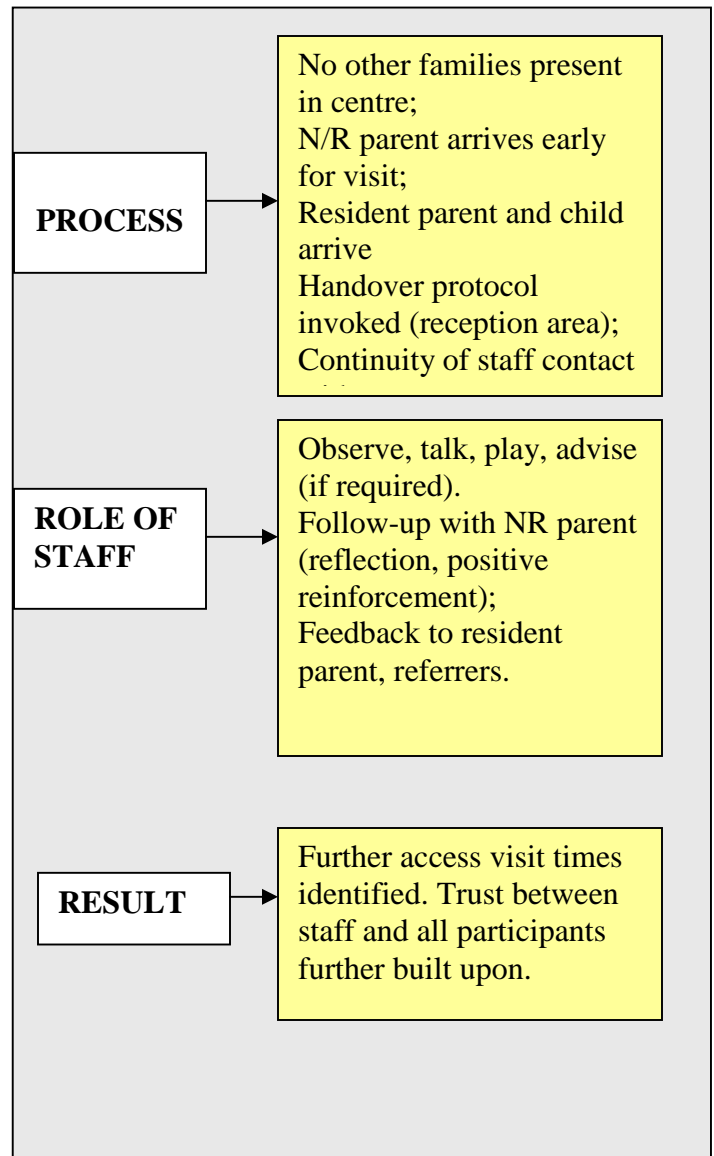 PROCESS
No other families present
in centre;
N/R parent arrives early
for visit;
Resident parent and child
arrive
Handover protocol
invoked (reception area);
Continuity of staff contact
ROLE OF
STAFF
Observe, talk, play, advise
(if required).
Follow-up with NR parent
(reflection, positive
reinforcement);
Feedback to resident
parent, referrers.
RESULT
Further access visit times
identified. Trust between
staff and all participants
further built upon.